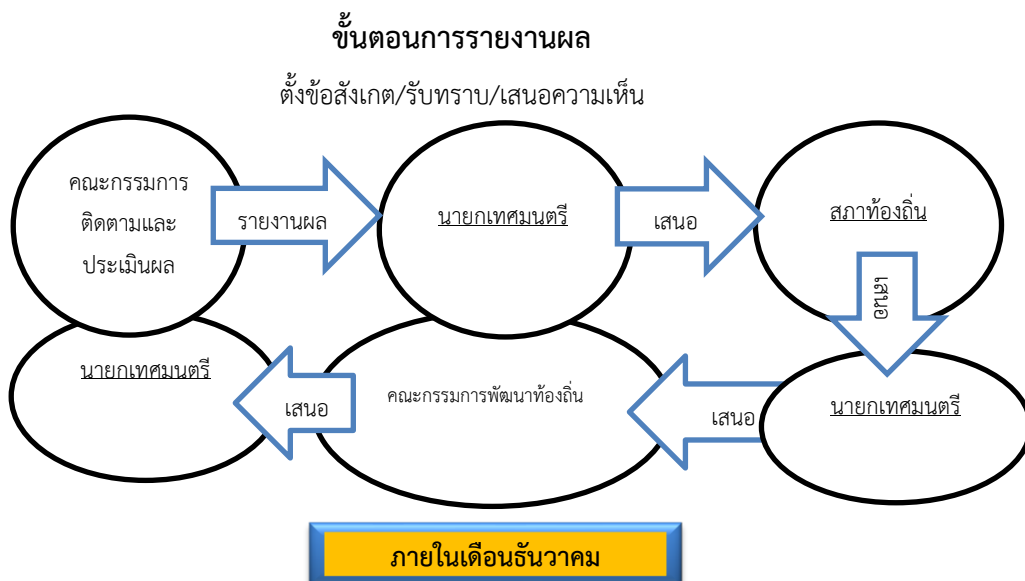 ขั้นตอนการรายงานผล
ตั้งข้อสังเกต/รับทราบ/เสนอความเห็น
คณะกรรมการ
ติดตามและ
ประเมินผล
รายงานผล
นายกเทศมนตรี
เสนอ
สภาท้องถิ่น
เสนอ
นายกเทศมนตรี
เสนอ
คณะกรรมการพัฒนาท้องถิ่น
เสนอ
นายกเทศมนตรี
ภายในเดือนธันวาคม